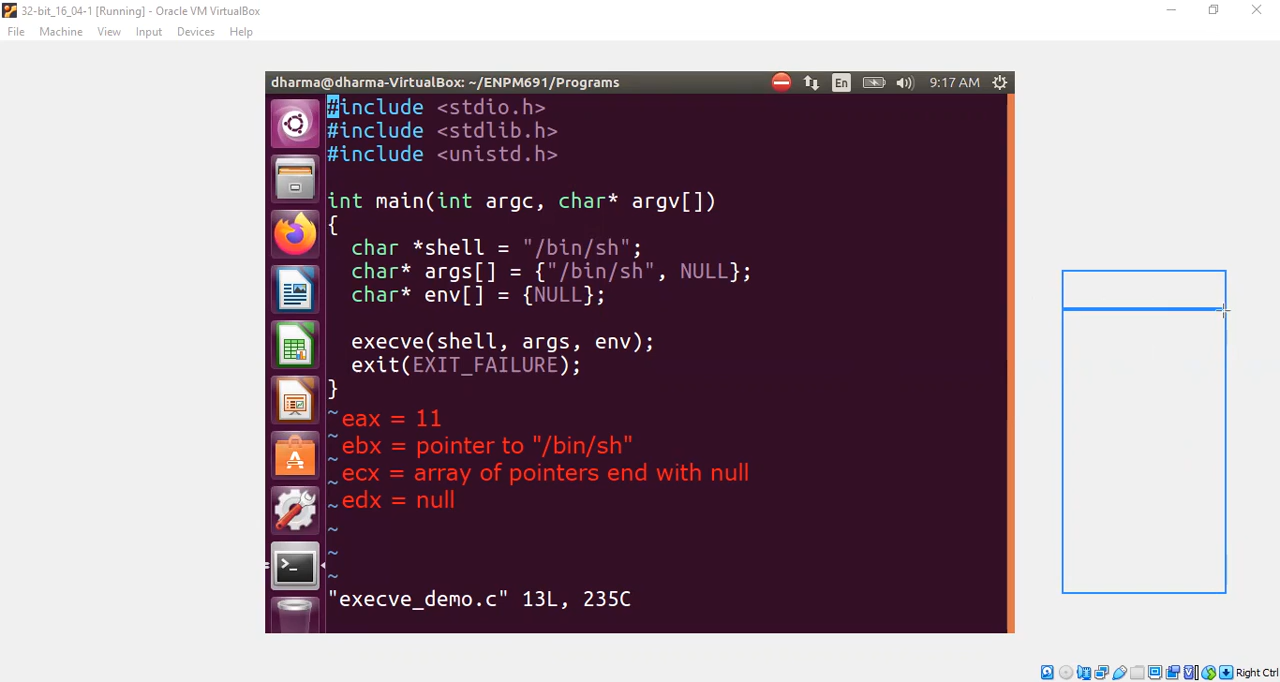 32-bit_16_04-1 [Running] - Oracle VM VirtualBox
File Machine View Input Devices Help
dharma@dharma-VirtualBox: ~/ENPM691/Programs En 9:17 AM
#include <stdio.h>
#include <stdlib.h>
#include <unistd.h>
int main(int argc, char* argv[])
{
char *shell = "/bin/sh";
char* args[] = {"/bin/sh", NULL};
char* env[] = {NULL};
execve(shell, args, env);
exit(EXIT_FAILURE);
}
~ eax = 11
~ ebx = pointer to "/bin/sh"
~ ecx = array of pointers end with null
~ edx = null
~
~
~
"execve_demo.c" 13L, 235C
Right Ctrl